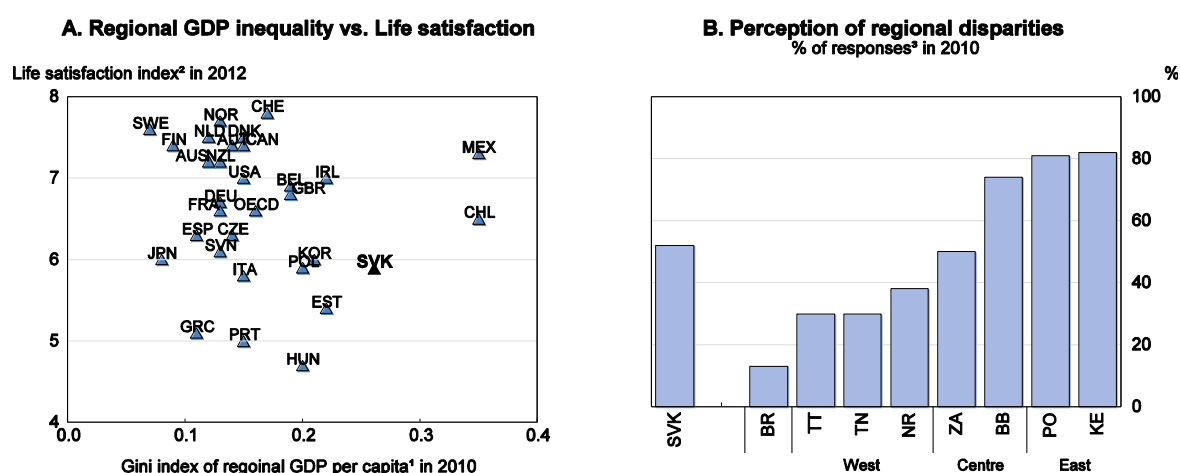 A. Regional GDP inequality vs. Life satisfaction
Life satisfaction index² in 2012
8
7
6
5
4
0.0
0.1
0.2
0.3
0.4
CHE
NOR
SWE
NLD DNK
FIN
AUT CAN
MEX
AUS NZL
USA
BEL
IRL
GBR
DEU
FRA
OECD
CHL
ESP CZE
SVN
JPN
KOR
POL
SVK
ITA
EST
GRC
PRT
HUN
Gini index of regoinal GDP per capita¹ in 2010
B. Perception of regional disparities
% of responses³ in 2010
%
100
80
60
40
20
0
SVK
BR
TT
TN
NR
ZA
BB
PO
KE
West
Centre
East